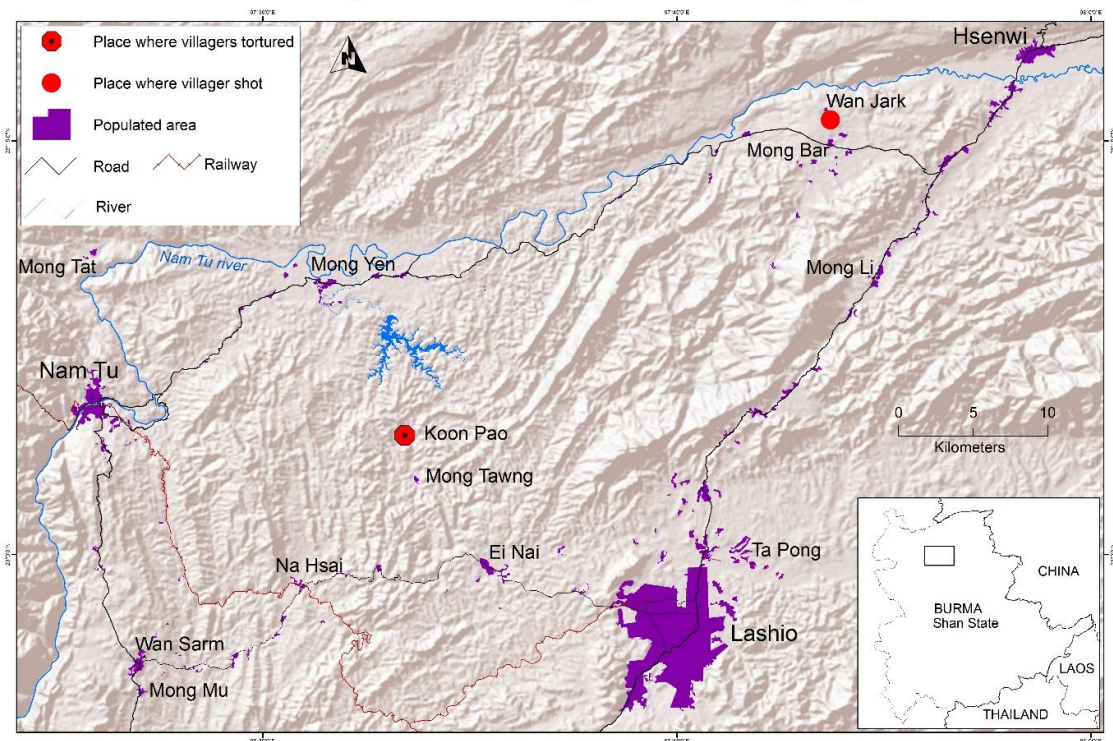 Place where villagers tortured
Place where villager shot
Populated area
Road
Railway
River
N
Hsenwi
Wan Jark
Mong Bar
Mong Tat
Nam Tu river
Mong Yen
Mong Li
Nam Tu
0 5 10
Kilometers
Koon Pao
Mong Tawng
Na Hsai
Ei Nai
Ta Pong
Lashio
Wan Sarm
Mong Mu
CHINA
BURMA
Shan State
LAOS
THAILAND